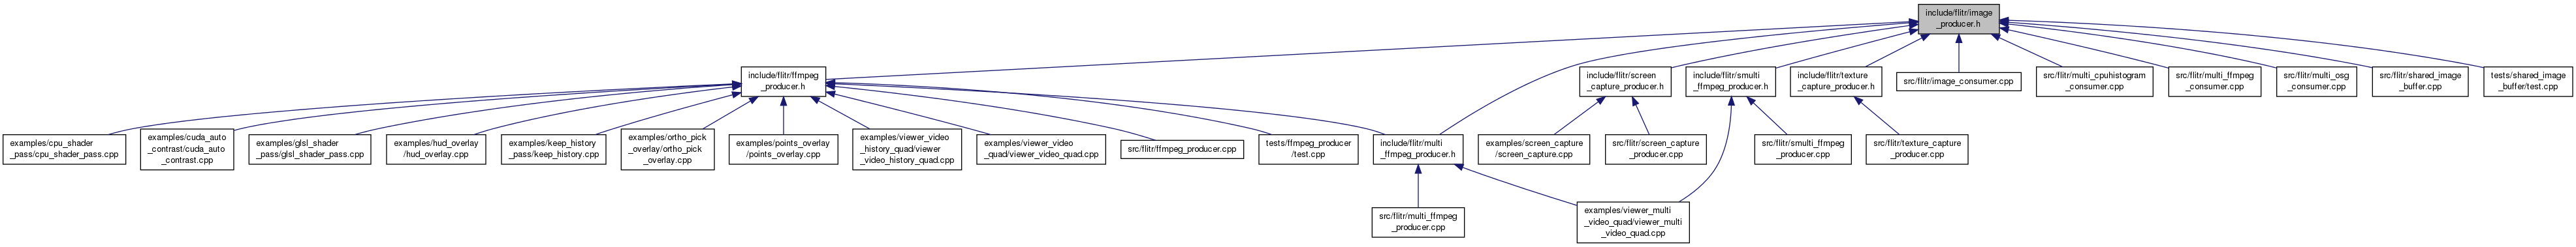 include/flitr/image
_producer.h
include/flitr/ffmpeg
_producer.h
include/flitr/screen
_capture_producer.h
include/flitr/smulti
_ffmpeg_producer.h
include/flitr/texture
_capture_producer.h
src/flitr/image_consumer.cpp
src/flitr/multi_cpuhistogram
_consumer.cpp
src/flitr/multi_ffmpeg
_consumer.cpp
src/flitr/multi_osg
_consumer.cpp
src/flitr/shared_image
_buffer.cpp
tests/shared_image
_buffer/test.cpp
examples/cpu_shader
_pass/cpu_shader_pass.cpp
examples/cuda_auto
_contrast/cuda_auto
_contrast.cpp
examples/glsl_shader
_pass/glsl_shader_pass.cpp
examples/hud_overlay
/hud_overlay.cpp
examples/keep_history
_pass/keep_history.cpp
examples/ortho_pick
_overlay/ortho_pick
_overlay.cpp
examples/points_overlay
/points_overlay.cpp
examples/viewer_video
_history_quad/viewer
_video_history_quad.cpp
examples/viewer_video
_quad/viewer_video_quad.cpp
src/flitr/ffmpeg_producer.cpp
tests/ffmpeg_producer
/test.cpp
include/flitr/multi
_ffmpeg_producer.h
examples/screen_capture
/screen_capture.cpp
src/flitr/screen_capture
_producer.cpp
src/flitr/smulti_ffmpeg
_producer.cpp
src/flitr/texture_capture
_producer.cpp
src/flitr/multi_ffmpeg
_producer.cpp
examples/viewer_multi
_video_quad/viewer_multi
_video_quad.cpp